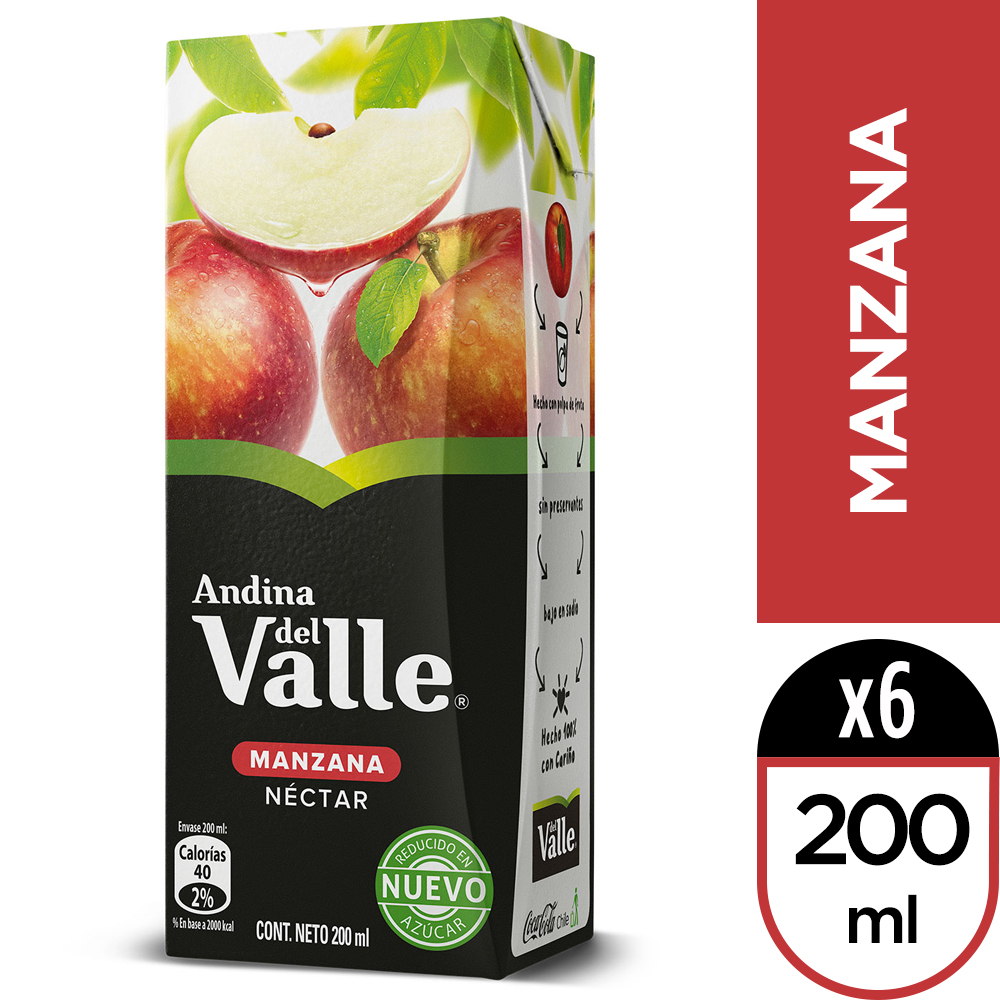 Andina
del
Valle®
MANZANA
NÉCTAR
Envase 200 ml:
Calorías
40
2%
% En base a 2000 kcal
CONT. NETO 200 ml
REDUCIDO EN
NUEVO
AZÚCAR
Hecho con pulpa de fruta
sin preservantes
bajo en sodio
Hecho 100%
con Cariño
del
Valle®
Coca-Cola Chile
MANZANA
x6
200
ml